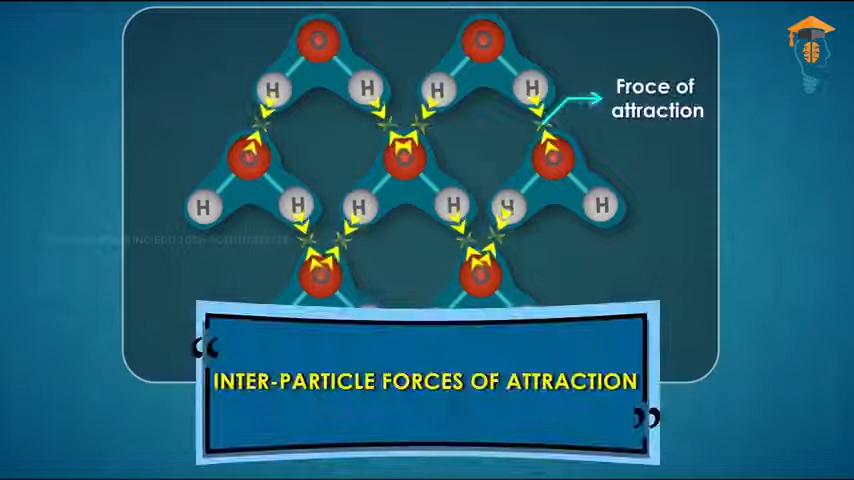 O O
H H H H
Froce of
attraction
O O O
H H H H H H
O O
“
INTER-PARTICLE FORCES OF ATTRACTION
”